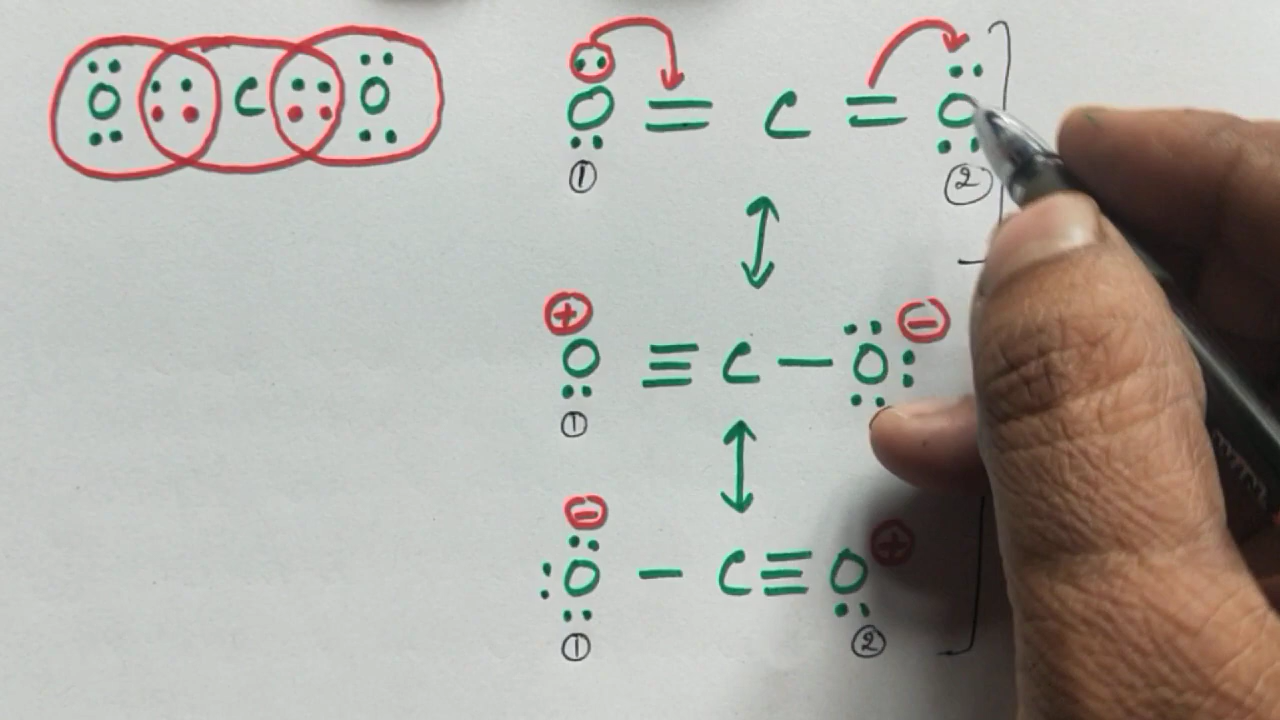 O C O
O = C = O
① ②
⊕ ⊖
O ≡ C — O
①
⊖ ⊕
O — C ≡ O
① ②